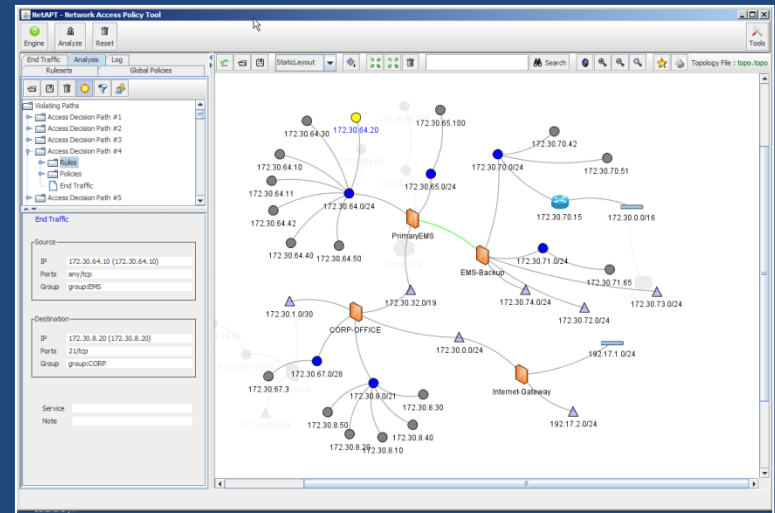 NetAPT - Network Access Policy Tool
Engine Analyze Reset Tools
End Traffic Analysis Log
Rulesets Global Policies
StaticLayout Search Topology File : topo.topo
Violating Paths
Access Decision Path #1
Access Decision Path #2
Access Decision Path #3
Access Decision Path #4
Rules
Policies
End Traffic
Access Decision Path #5
End Traffic
Source
IP 172.30.64.10 (172.30.64.10)
Ports any/tcp
Group group:EMS
Destination
IP 172.30.8.20 (172.30.8.20)
Ports 21/tcp
Group group:CORP
Service
Note
172.30.64.30
172.30.64.20
172.30.65.100
172.30.70.42
172.30.64.10
172.30.70.0/24
172.30.70.51
172.30.65.0/24
172.30.64.11
172.30.64.0/24
172.30.64.42
172.30.70.15
172.30.0.0/16
PrimaryEMS
172.30.64.40
172.30.64.50
172.30.71.0/24
EMS-Backup
172.30.71.65
172.30.32.0/19
172.30.74.0/24
172.30.73.0/24
172.30.1.0/30
172.30.72.0/24
CORP-OFFICE
172.30.0.0/24
192.17.1.0/24
172.30.67.0/28
172.30.67.3
172.30.8.0/21
Internet-Gateway
172.30.8.30
172.30.8.50
192.17.2.0/24
172.30.8.40
172.30.8.20
172.30.8.10